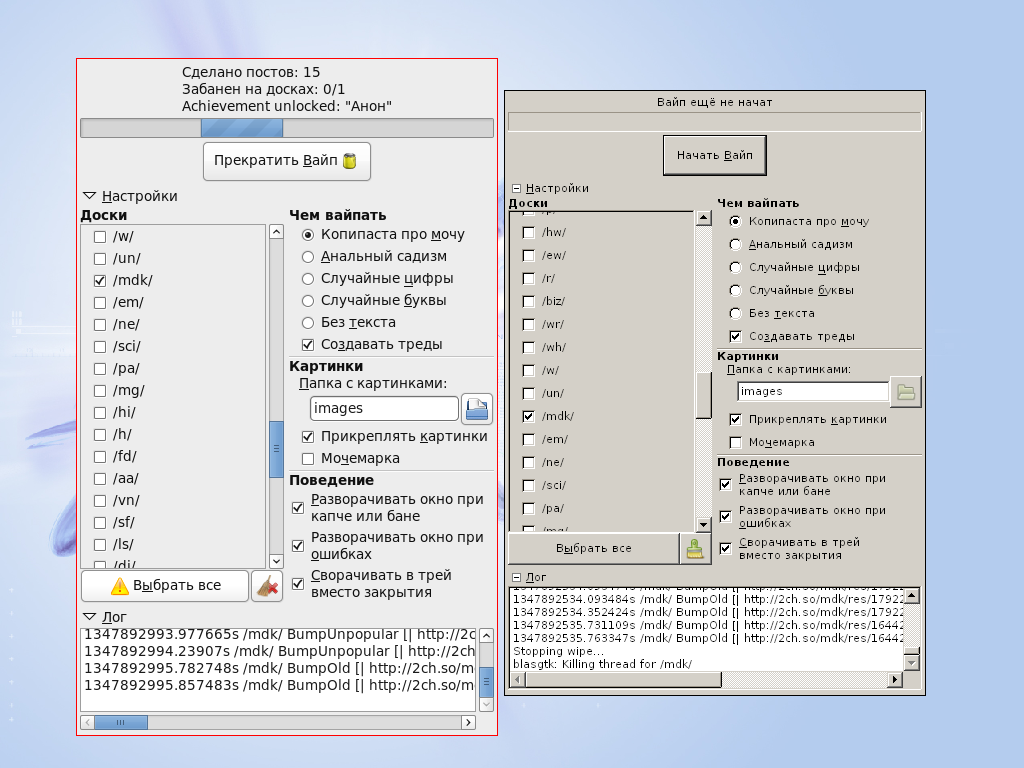 Сделано постов: 15
Забанен на досках: 0/1
Achievement unlocked: "Анон"
Прекратить Вайп
Настройки
Доски
/w/
/un/
/mdk/
/em/
/ne/
/sci/
/pa/
/mg/
/hi/
/h/
/fd/
/aa/
/vn/
/sf/
/ls/
/di/
Выбрать все
Чем вайпать
Копипаста про мочу
Анальный садизм
Случайные цифры
Случайные буквы
Без текста
Создавать треды
Картинки
Папка с картинками:
images
Прикреплять картинки
Мочемарка
Поведение
Разворачивать окно при
капче или бане
Разворачивать окно при
ошибках
Сворачивать в трей
вместо закрытия
Лог
1347892993.977665s /mdk/ BumpUnpopular [| http://2c
1347892994.23907s /mdk/ BumpUnpopular [| http://2ch
1347892995.782748s /mdk/ BumpOld [| http://2ch.so/m
1347892995.857483s /mdk/ BumpOld [| http://2ch.so/m
Вайп ещё не начат
Начать Вайп
Настройки
Доски
/hw/
/ew/
/r/
/biz/
/wr/
/wh/
/w/
/un/
/mdk/
/em/
/ne/
/sci/
/pa/
/mg/
Выбрать все
Чем вайпать
Копипаста про мочу
Анальный садизм
Случайные цифры
Случайные буквы
Без текста
Создавать треды
Картинки
Папка с картинками:
images
Прикреплять картинки
Мочемарка
Поведение
Разворачивать окно при
капче или бане
Разворачивать окно при
ошибках
Сворачивать в трей
вместо закрытия
Лог
1347892534.093484s /mdk/ BumpOld [| http://2ch.so/mdk/res/17922
1347892534.352424s /mdk/ BumpOld [| http://2ch.so/mdk/res/17922
1347892535.731109s /mdk/ BumpOld [| http://2ch.so/mdk/res/16442
1347892535.763347s /mdk/ BumpOld [| http://2ch.so/mdk/res/16442
Stopping wipe...
blasgtk: Killing thread for /mdk/